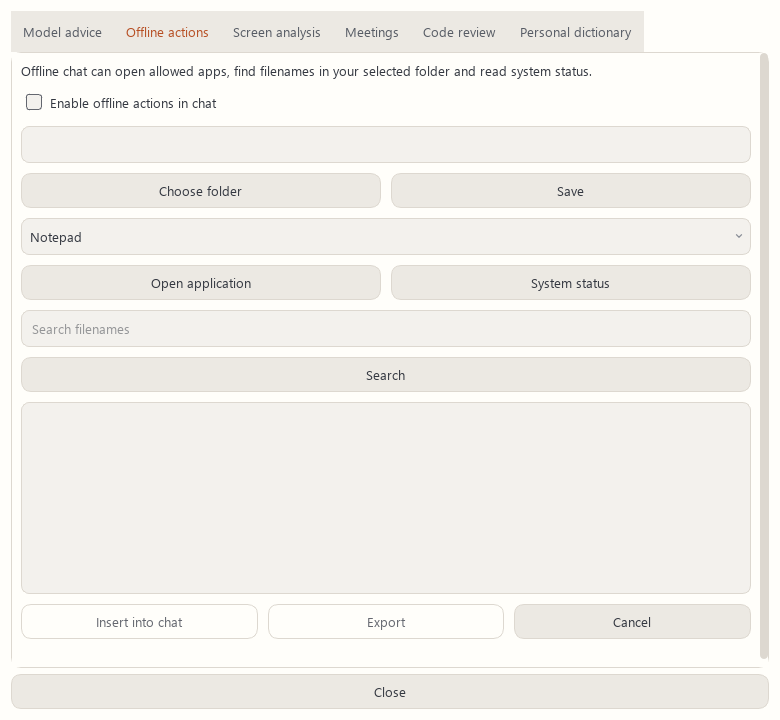 Model advice Offline actions Screen analysis Meetings Code review Personal dictionary
Offline chat can open allowed apps, find filenames in your selected folder and read system status.
Enable offline actions in chat
Choose folder Save
Notepad
Open application System status
Search filenames
Search
Insert into chat Export Cancel
Close